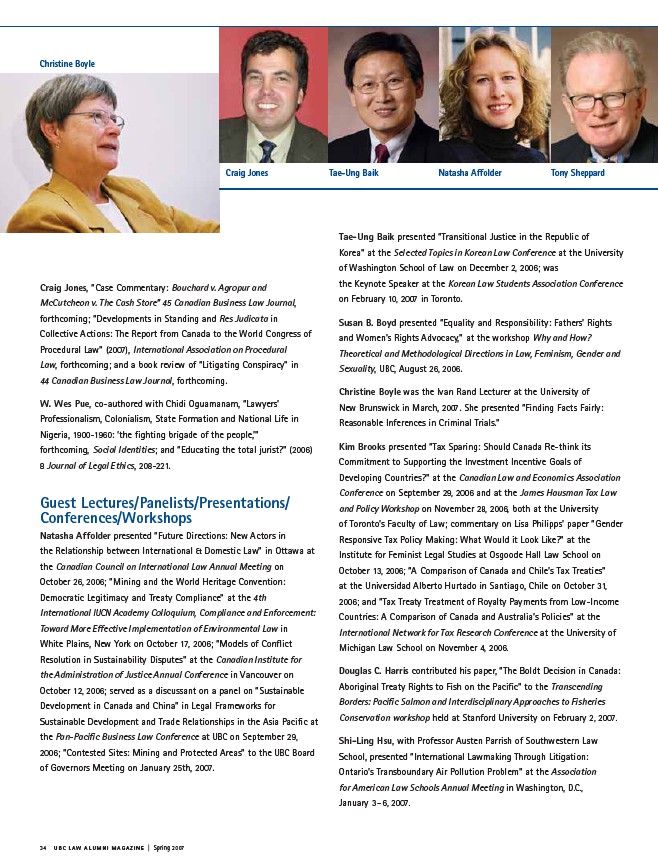 Christine Boyle
Craig Jones
Tae-Ung Baik
Natasha Affolder
Tony Sheppard
Craig Jones, "Case Commentary: Bouchard v. Agropur and
McCutcheon v. The Cash Store" 45 Canadian Business Law Journal,
forthcoming; "Developments in Standing and Res Judicata in
Collective Actions: The Report from Canada to the World Congress of
Procedural Law" (2007), International Association on Procedural
Law, forthcoming; and a book review of "Litigating Conspiracy" in
44 Canadian Business Law Journal, forthcoming.
W. Wes Pue, co-authored with Chidi Oguamanam, "Lawyers'
Professionalism, Colonialism, State Formation and National Life in
Nigeria, 1900-1960: 'the fighting brigade of the people,'"
forthcoming, Social Identities; and "Educating the total jurist?" (2006)
8 Journal of Legal Ethics, 208-221.
Guest Lectures/Panelists/Presentations/
Conferences/Workshops
Natasha Affolder presented "Future Directions: New Actors in
the Relationship between International & Domestic Law" in Ottawa at
the Canadian Council on International Law Annual Meeting on
October 26, 2006; "Mining and the World Heritage Convention:
Democratic Legitimacy and Treaty Compliance" at the 4th
International IUCN Academy Colloquium, Compliance and Enforcement:
Toward More Effective Implementation of Environmental Law in
White Plains, New York on October 17, 2006; "Models of Conflict
Resolution in Sustainability Disputes" at the Canadian Institute for
the Administration of Justice Annual Conference in Vancouver on
October 12, 2006; served as a discussant on a panel on "Sustainable
Development in Canada and China" in Legal Frameworks for
Sustainable Development and Trade Relationships in the Asia Pacific at
the Pan-Pacific Business Law Conference at UBC on September 29,
2006; "Contested Sites: Mining and Protected Areas" to the UBC Board
of Governors Meeting on January 25th, 2007.
Tae-Ung Baik presented "Transitional Justice in the Republic of
Korea" at the Selected Topics in Korean Law Conference at the University
of Washington School of Law on December 2, 2006; was
the Keynote Speaker at the Korean Law Students Association Conference
on February 10, 2007 in Toronto.
Susan B. Boyd presented "Equality and Responsibility: Fathers' Rights
and Women's Rights Advocacy," at the workshop Why and How?
Theoretical and Methodological Directions in Law, Feminism, Gender and
Sexuality, UBC, August 26, 2006.
Christine Boyle was the Ivan Rand Lecturer at the University of
New Brunswick in March, 2007. She presented "Finding Facts Fairly:
Reasonable Inferences in Criminal Trials."
Kim Brooks presented "Tax Sparing: Should Canada Re-think its
Commitment to Supporting the Investment Incentive Goals of
Developing Countries?" at the Canadian Law and Economics Association
Conference on September 29, 2006 and at the James Hausman Tax Law
and Policy Workshop on November 28, 2006, both at the University
of Toronto's Faculty of Law; commentary on Lisa Philipps' paper "Gender
Responsive Tax Policy Making: What Would it Look Like?" at the
Institute for Feminist Legal Studies at Osgoode Hall Law School on
October 13, 2006; "A Comparison of Canada and Chile's Tax Treaties"
at the Universidad Alberto Hurtado in Santiago, Chile on October 31,
2006; and "Tax Treaty Treatment of Royalty Payments from Low-Income
Countries: A Comparison of Canada and Australia's Policies" at the
International Network for Tax Research Conference at the University of
Michigan Law School on November 4, 2006.
Douglas C. Harris contributed his paper, "The Boldt Decision in Canada:
Aboriginal Treaty Rights to Fish on the Pacific" to the Transcending
Borders: Pacific Salmon and Interdisciplinary Approaches to Fisheries
Conservation workshop held at Stanford University on February 2, 2007.
Shi-Ling Hsu, with Professor Austen Parrish of Southwestern Law
School, presented "International Lawmaking Through Litigation:
Ontario's Transboundary Air Pollution Problem" at the Association
for American Law Schools Annual Meeting in Washington, D.C.,
January 3-6, 2007.
34 UBC LAW ALUMNI MAGAZINE | Spring 2007